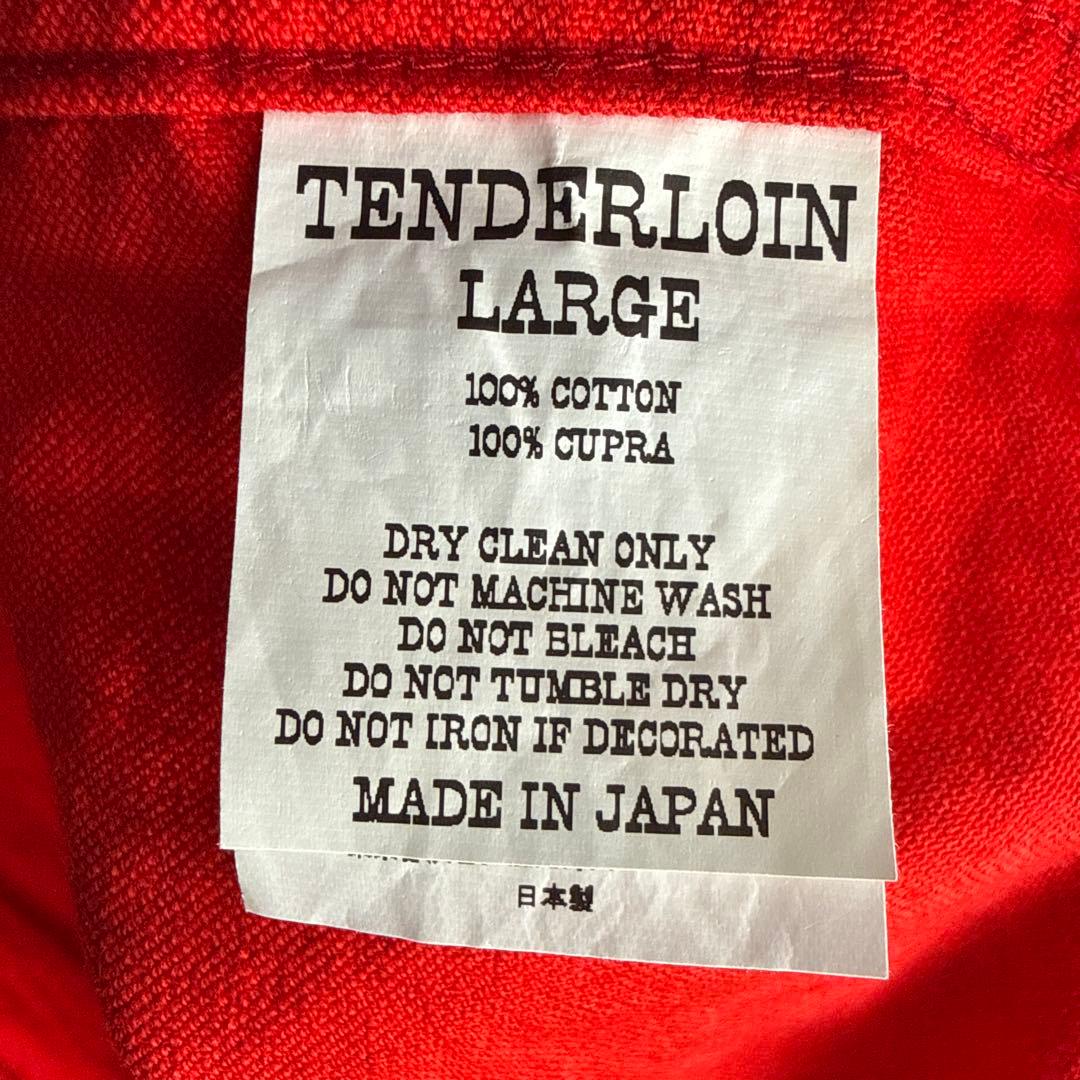 TENDERLOIN
LARGE
100% COTTON
100% CUPRA
DRY CLEAN ONLY
DO NOT MACHINE WASH
DO NOT BLEACH
DO NOT TUMBLE DRY
DO NOT IRON IF DECORATED
MADE IN JAPAN
日本製